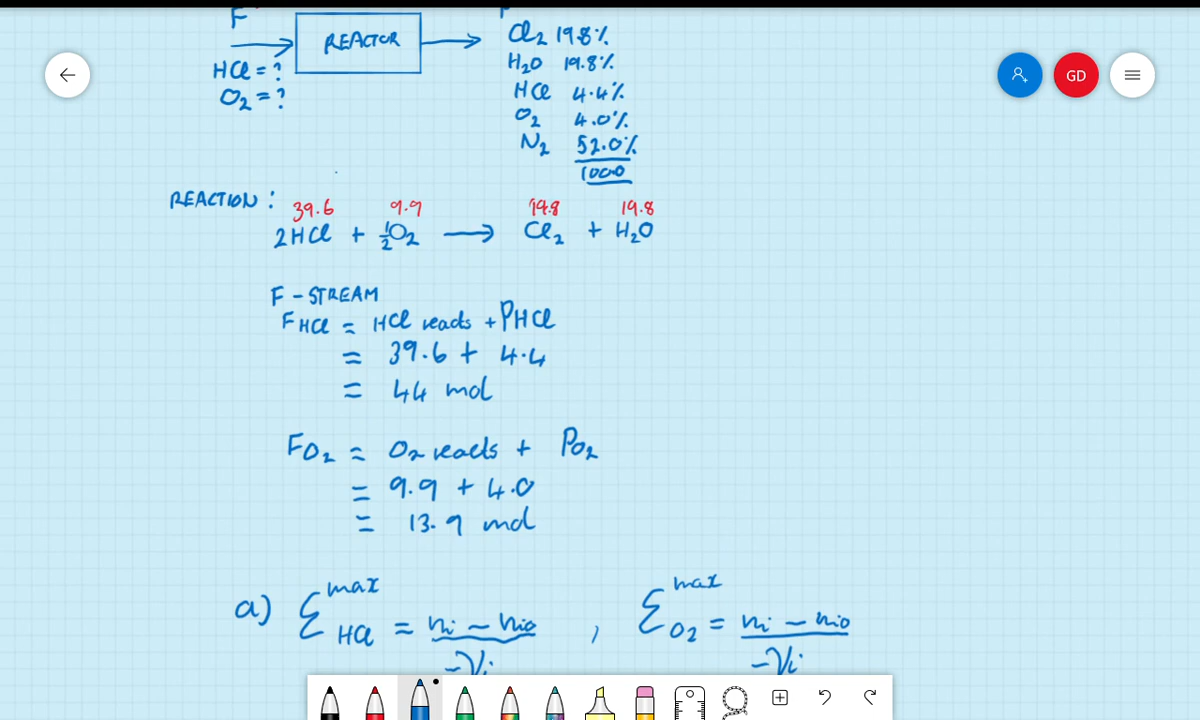 F
REACTOR
HCl = ?
O2 = ?
Cl2 19.8%
H2O 19.8%
HCl 4.4%
O2 4.0%
N2 52.0%
100.0
GD
REACTION :
39.6 9.9 19.8 19.8
2HCl + 1/2 O2 → Cl2 + H2O
F - STREAM
FHCl = HCl reacts + PHCl
= 39.6 + 4.4
= 44 mol
FO2 = O2 reacts + PO2
= 9.9 + 4.0
= 13.9 mol
a) Σ max HCl = ni - nio / -νi , Σ max O2 = ni - nio / -νi